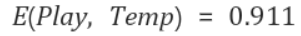 E(Play, Temp) = 0.911